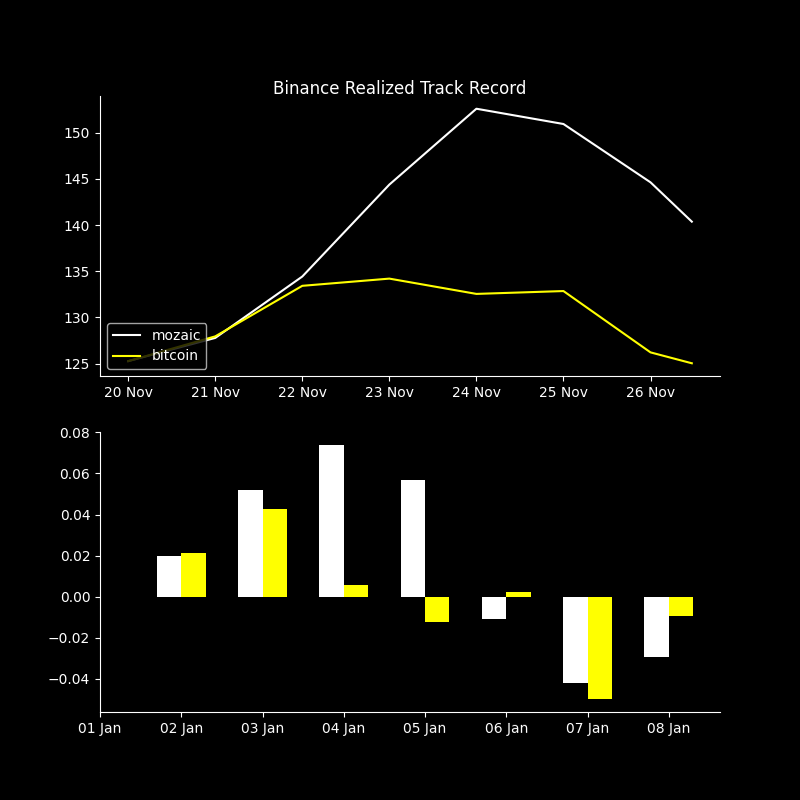 Binance Realized Track Record
150
145
140
135
130
125
mozaic
bitcoin
20 Nov 21 Nov 22 Nov 23 Nov 24 Nov 25 Nov 26 Nov
0.08
0.06
0.04
0.02
0.00
−0.02
−0.04
01 Jan 02 Jan 03 Jan 04 Jan 05 Jan 06 Jan 07 Jan 08 Jan